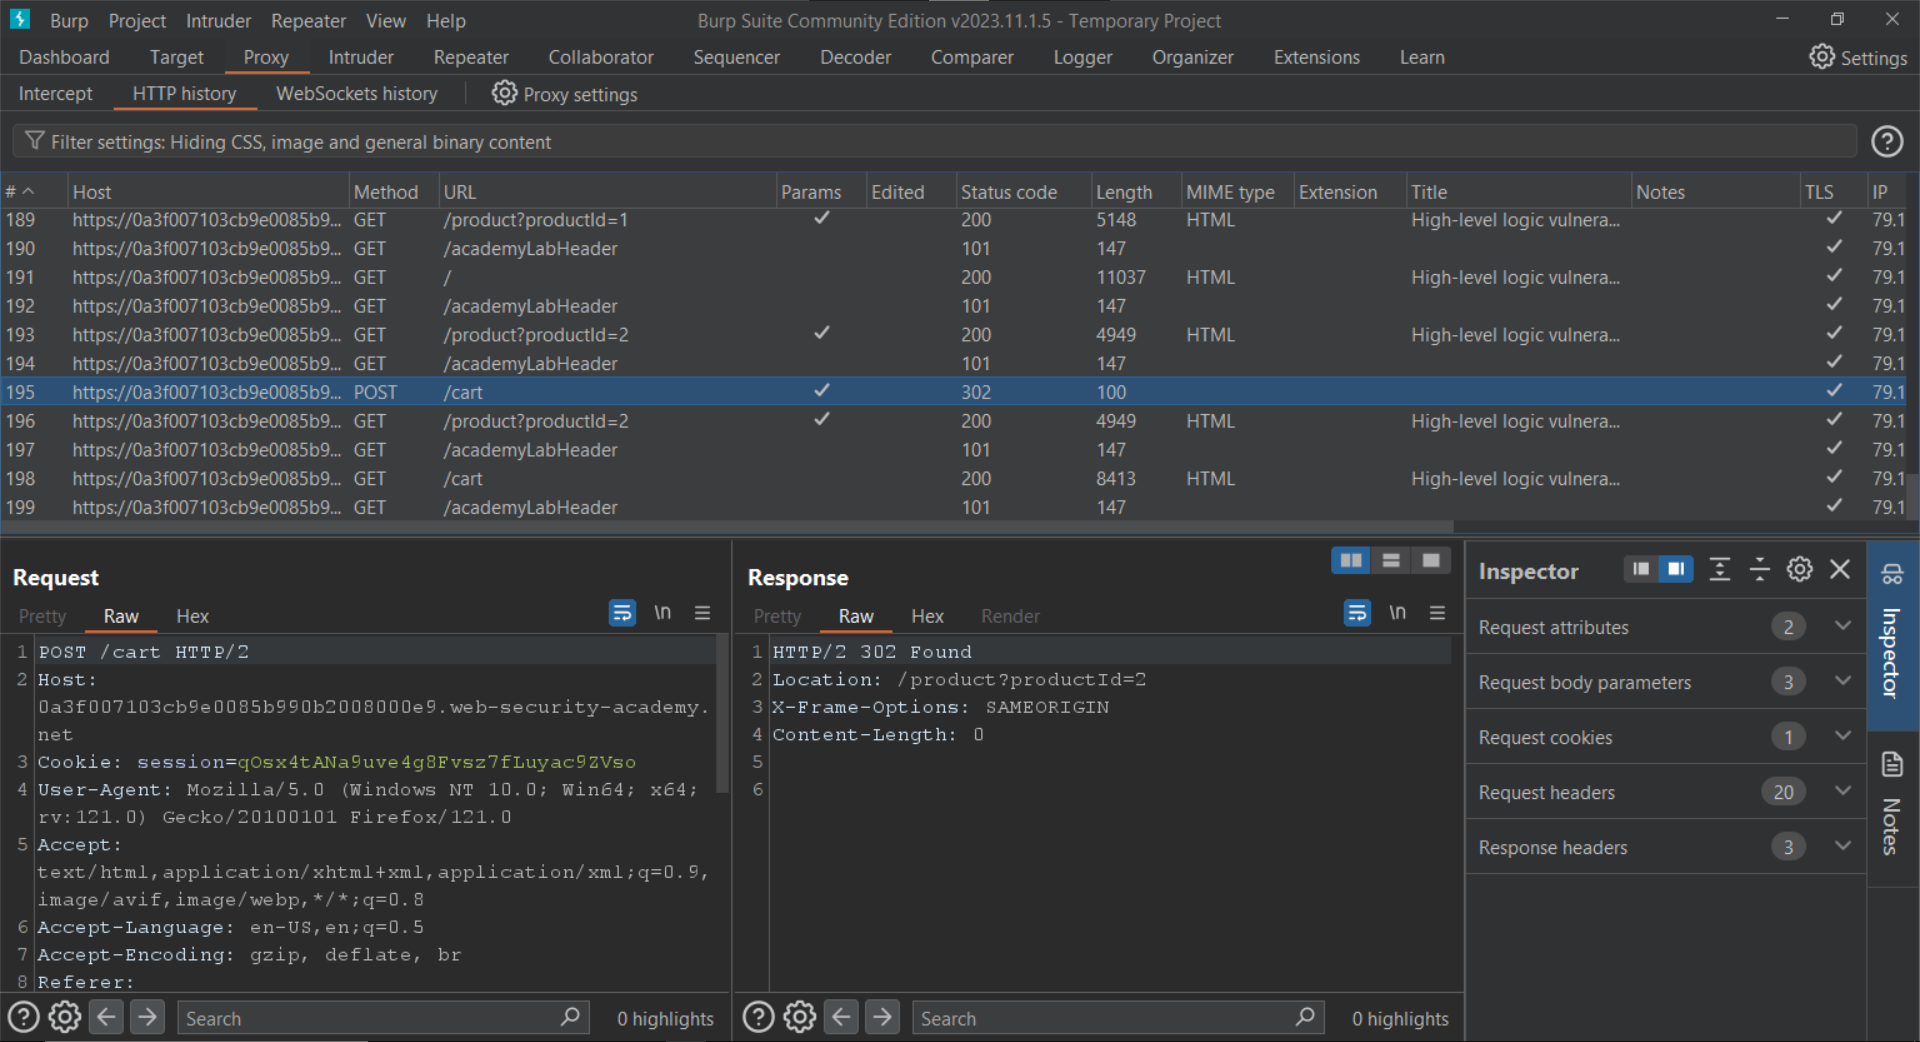 Burp Project Intruder Repeater View Help Burp Suite Community Edition v2023.11.1.5 - Temporary Project
Dashboard Target Proxy Intruder Repeater Collaborator Sequencer Decoder Comparer Logger Organizer Extensions Learn Settings
Intercept HTTP history WebSockets history Proxy settings
Filter settings: Hiding CSS, image and general binary content
# Host Method URL Params Edited Status code Length MIME type Extension Title Notes TLS IP
189 https://0a3f007103cb9e0085b9... GET /product?productId=1 ✓ 200 5148 HTML High-level logic vulnera... ✓ 79.1
190 https://0a3f007103cb9e0085b9... GET /academyLabHeader 101 147 ✓ 79.1
191 https://0a3f007103cb9e0085b9... GET / 200 11037 HTML High-level logic vulnera... ✓ 79.1
192 https://0a3f007103cb9e0085b9... GET /academyLabHeader 101 147 ✓ 79.1
193 https://0a3f007103cb9e0085b9... GET /product?productId=2 ✓ 200 4949 HTML High-level logic vulnera... ✓ 79.1
194 https://0a3f007103cb9e0085b9... GET /academyLabHeader 101 147 ✓ 79.1
195 https://0a3f007103cb9e0085b9... POST /cart ✓ 302 100 ✓ 79.1
196 https://0a3f007103cb9e0085b9... GET /product?productId=2 ✓ 200 4949 HTML High-level logic vulnera... ✓ 79.1
197 https://0a3f007103cb9e0085b9... GET /academyLabHeader 101 147 ✓ 79.1
198 https://0a3f007103cb9e0085b9... GET /cart 200 8413 HTML High-level logic vulnera... ✓ 79.1
199 https://0a3f007103cb9e0085b9... GET /academyLabHeader 101 147 ✓ 79.1
Request
Pretty Raw Hex \n
1 POST /cart HTTP/2
2 Host:
0a3f007103cb9e0085b990b2008000e9.web-security-academy.
net
3 Cookie: session=qOsx4tANa9uve4g8Fvsz7fLuyac9ZVso
4 User-Agent: Mozilla/5.0 (Windows NT 10.0; Win64; x64;
rv:121.0) Gecko/20100101 Firefox/121.0
5 Accept:
text/html,application/xhtml+xml,application/xml;q=0.9,
image/avif,image/webp,*/*;q=0.8
6 Accept-Language: en-US,en;q=0.5
7 Accept-Encoding: gzip, deflate, br
8 Referer:
Search 0 highlights
Response
Pretty Raw Hex Render \n
1 HTTP/2 302 Found
2 Location: /product?productId=2
3 X-Frame-Options: SAMEORIGIN
4 Content-Length: 0
5
6
Search 0 highlights
Inspector
Request attributes 2
Request body parameters 3
Request cookies 1
Request headers 20
Response headers 3
Inspector
Notes